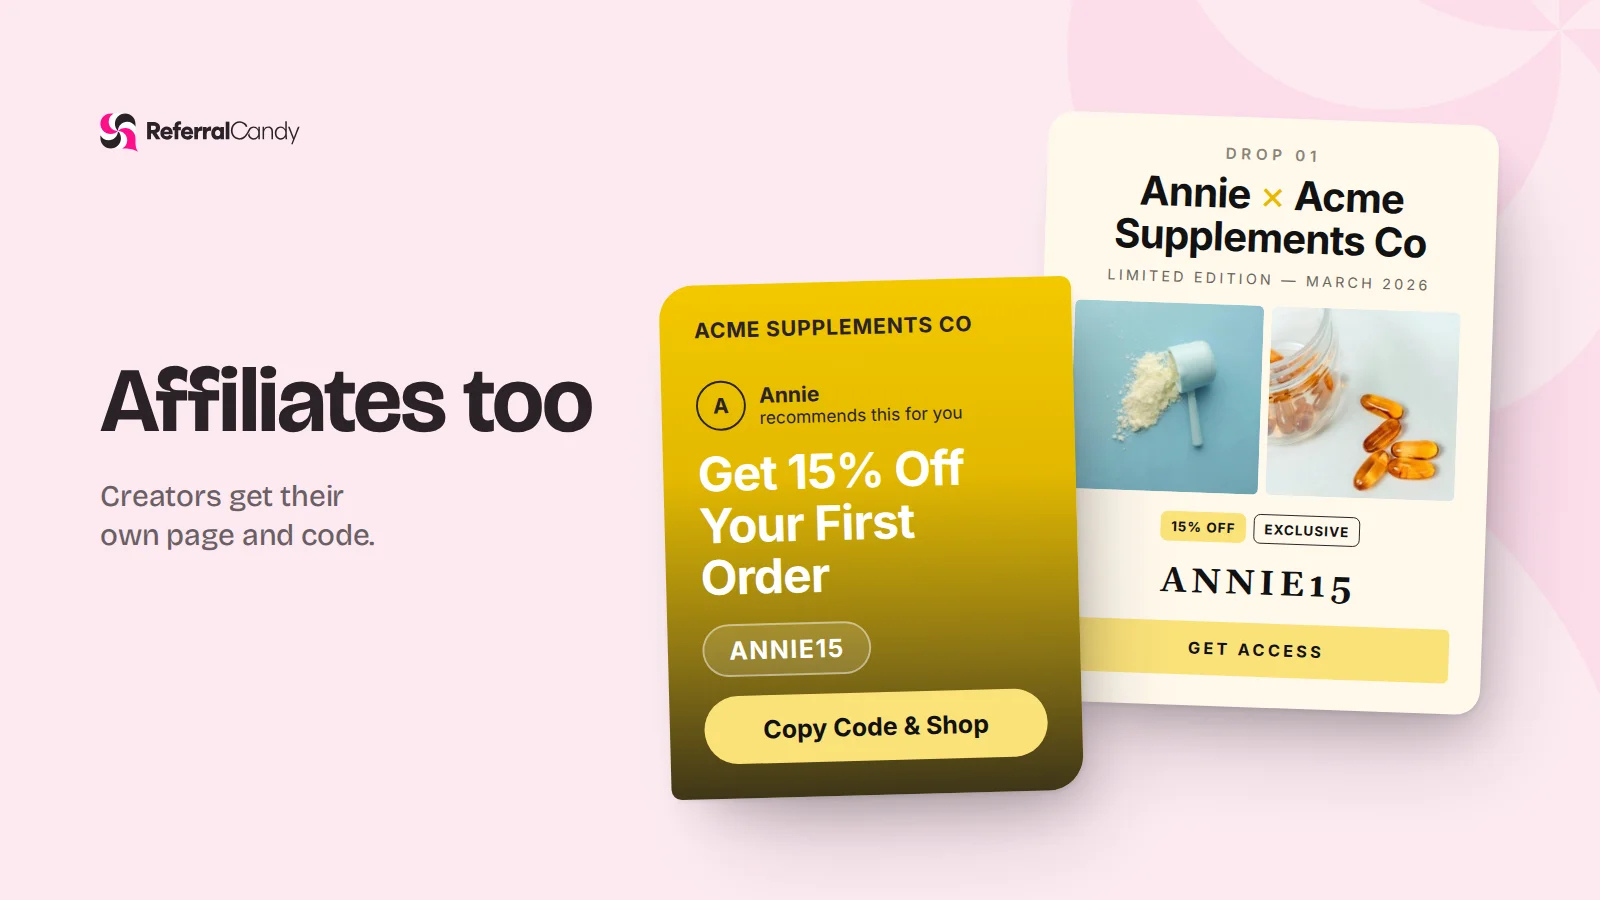 ReferralCandy
Affiliates too
Creators get their
own page and code.
ACME SUPPLEMENTS CO
A
Annie
recommends this for you
Get 15% Off
Your First
Order
ANNIE15
Copy Code & Shop
DROP 01
Annie × Acme
Supplements Co
LIMITED EDITION — MARCH 2026
15% OFF
EXCLUSIVE
ANNIE15
GET ACCESS